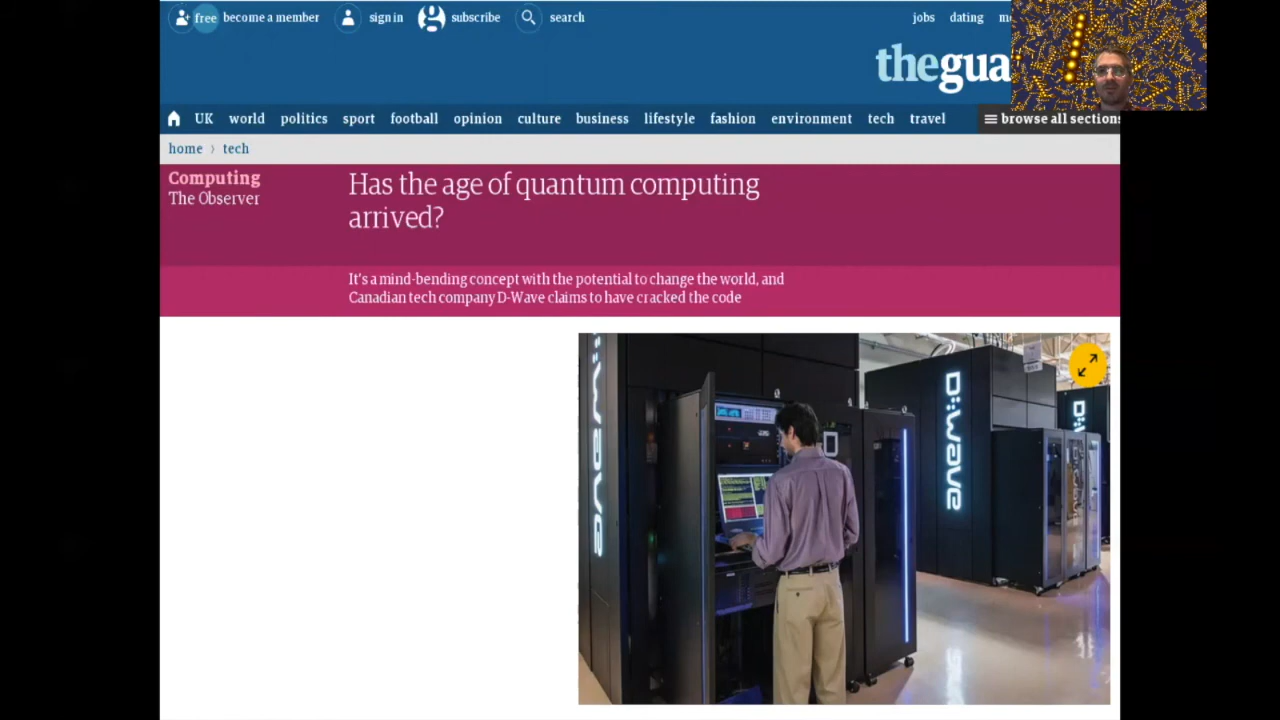 free become a member sign in subscribe search jobs dating
thegua
UK world politics sport football opinion culture business lifestyle fashion environment tech travel browse all sections
home › tech
Computing
The Observer
Has the age of quantum computing
arrived?
It's a mind-bending concept with the potential to change the world, and
Canadian tech company D-Wave claims to have cracked the code
D:Wave
D:Wave
D: